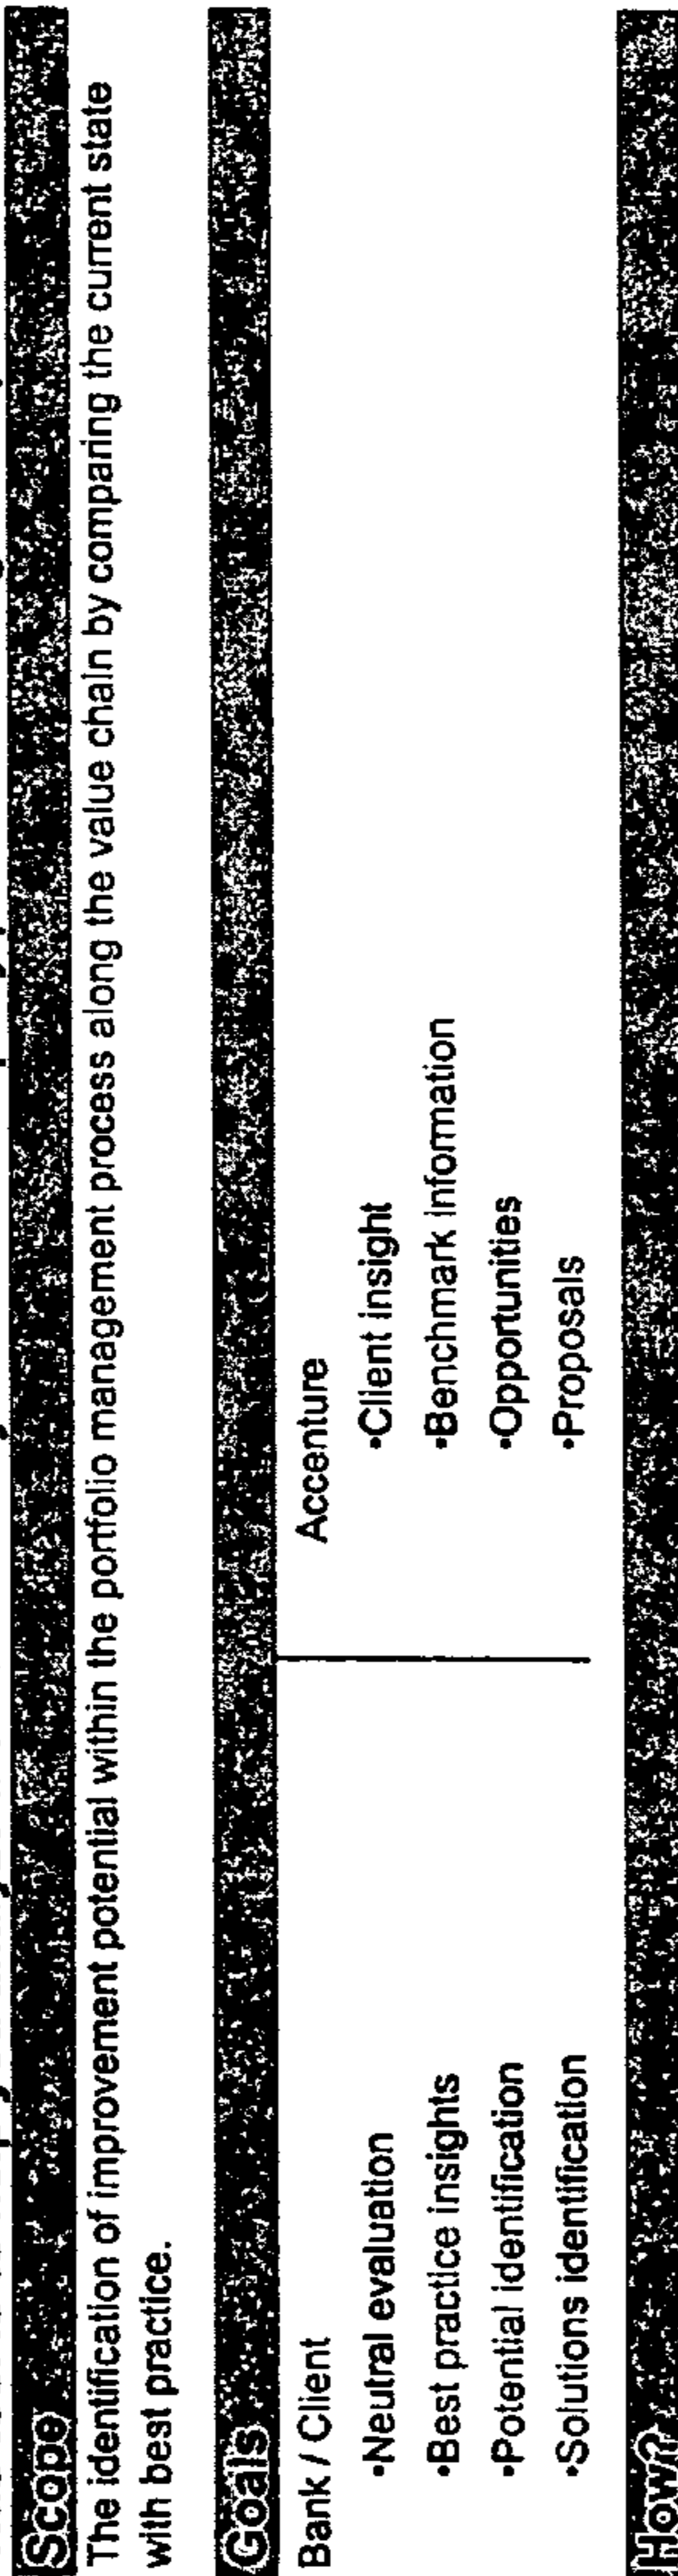 Scope
The identification of improvement potential within the portfolio management process along the value chain by comparing the current state
with best practice.
Goals
Bank / Client
•Neutral evaluation
•Best practice insights
•Potential identification
•Solutions identification
Accenture
•Client insight
•Benchmark Information
•Opportunities
•Proposals
How?